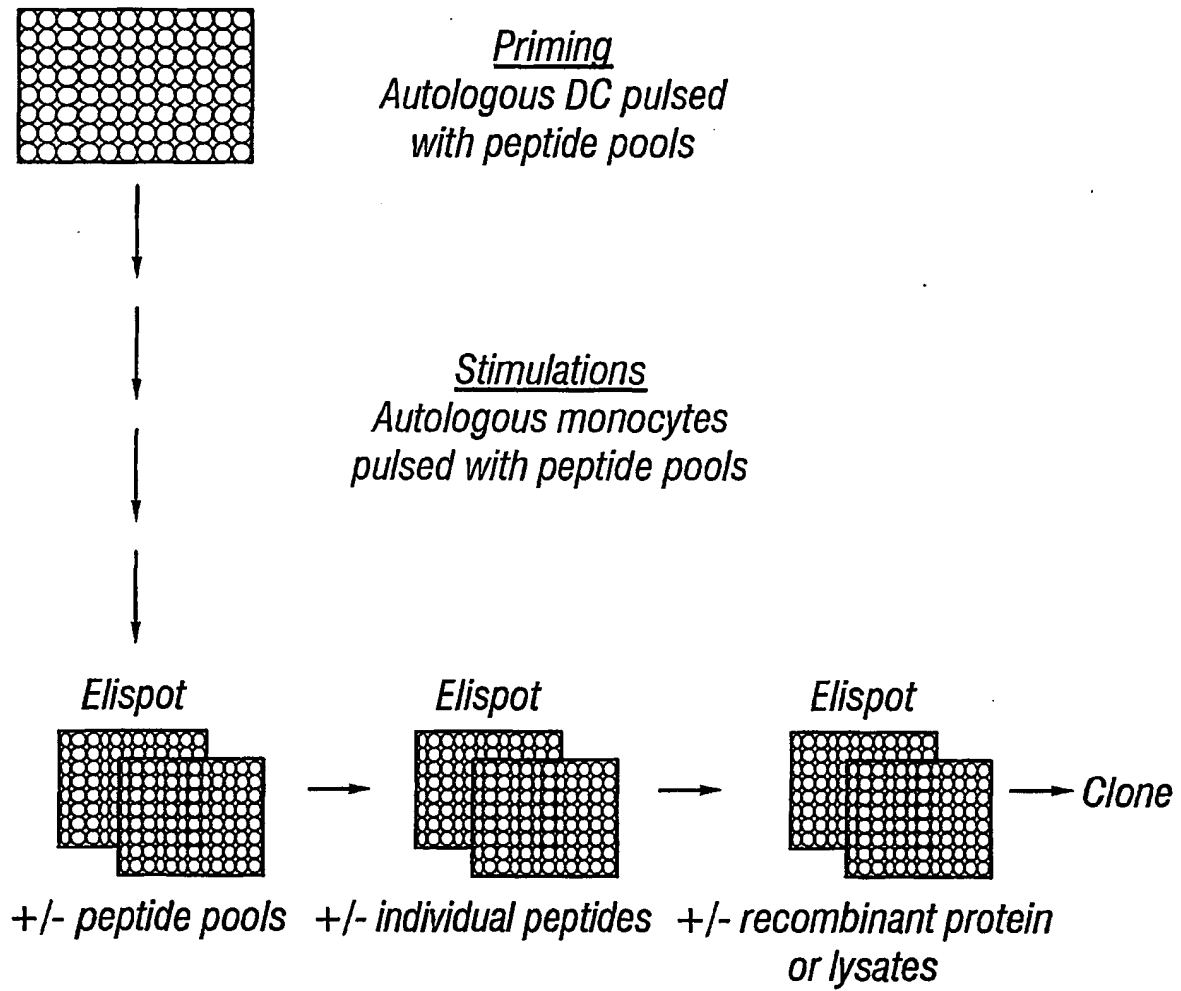 Priming
Autologous DC pulsed
with peptide pools
Stimulations
Autologous monocytes
pulsed with peptide pools
Elispot
Elispot
Elispot
Clone
+/- peptide pools
+/- individual peptides
+/- recombinant protein
or lysates